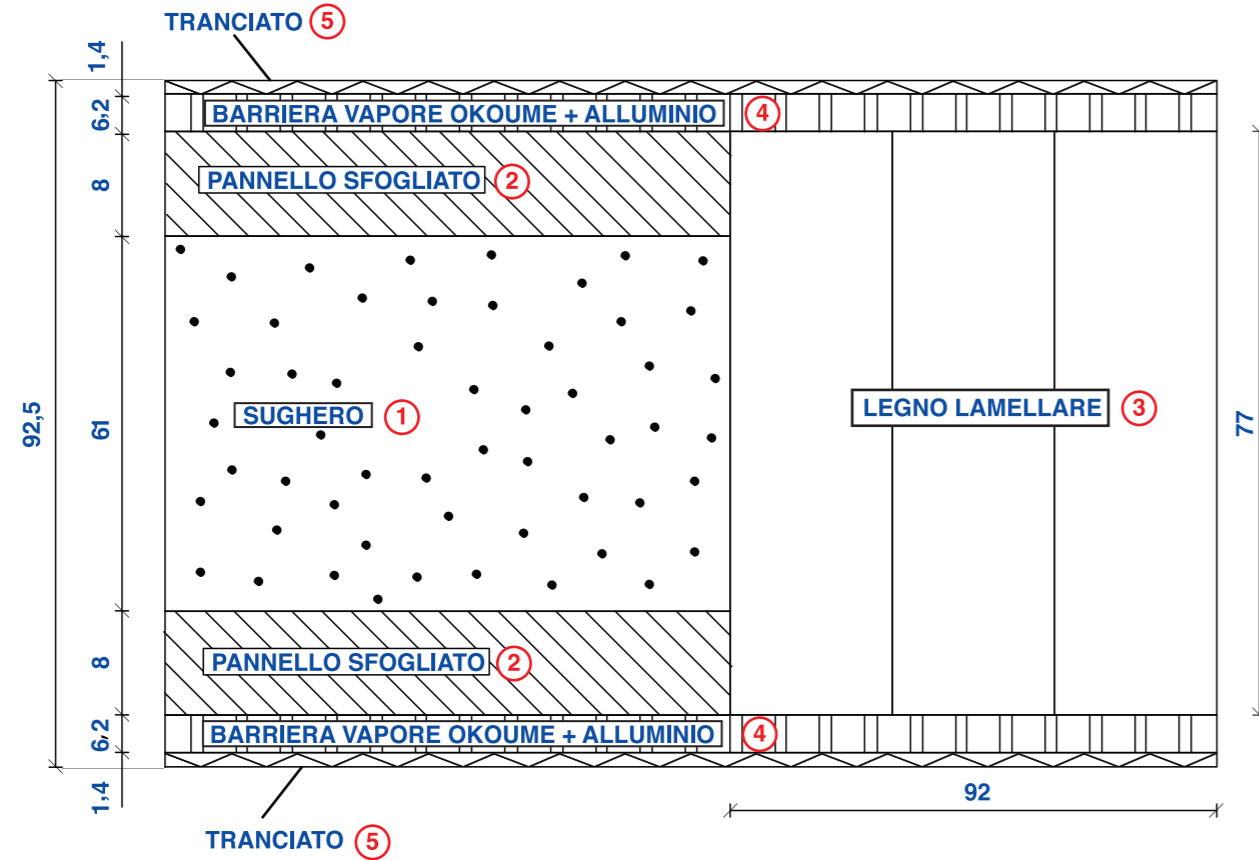 TRANCIATO 5
1,4
BARRIERA VAPORE OKOUME + ALLUMINIO 4
6,2
PANNELLO SFOGLIATO 2
8
92,5
61
SUGHERO 1
LEGNO LAMELLARE 3
77
PANNELLO SFOGLIATO 2
8
BARRIERA VAPORE OKOUME + ALLUMINIO 4
6,2
1,4
92
TRANCIATO 5